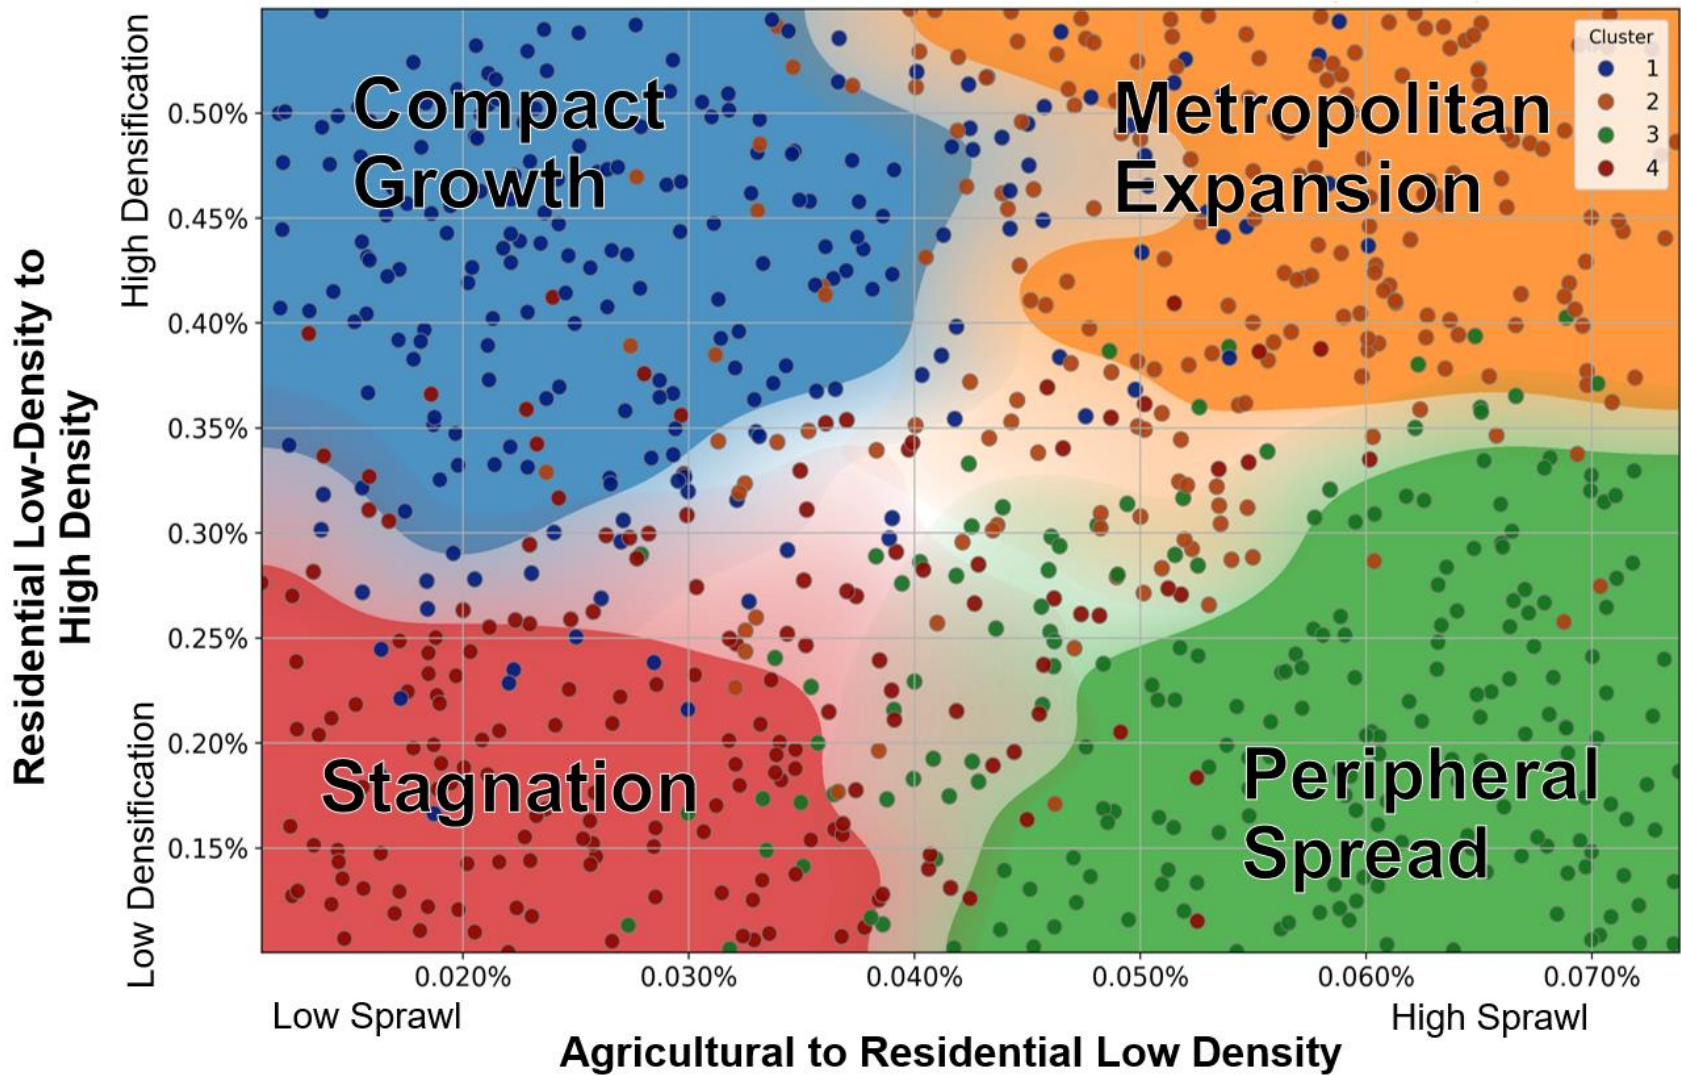 High Densification
Low Densification
Residential Low-Density to
High Density
0.50%
0.45%
0.40%
0.35%
0.30%
0.25%
0.20%
0.15%
Compact
Growth
Metropolitan
Expansion
Stagnation
Peripheral
Spread
Cluster
1
2
3
4
0.020%
0.030%
0.040%
0.050%
0.060%
0.070%
Low Sprawl
High Sprawl
Agricultural to Residential Low Density